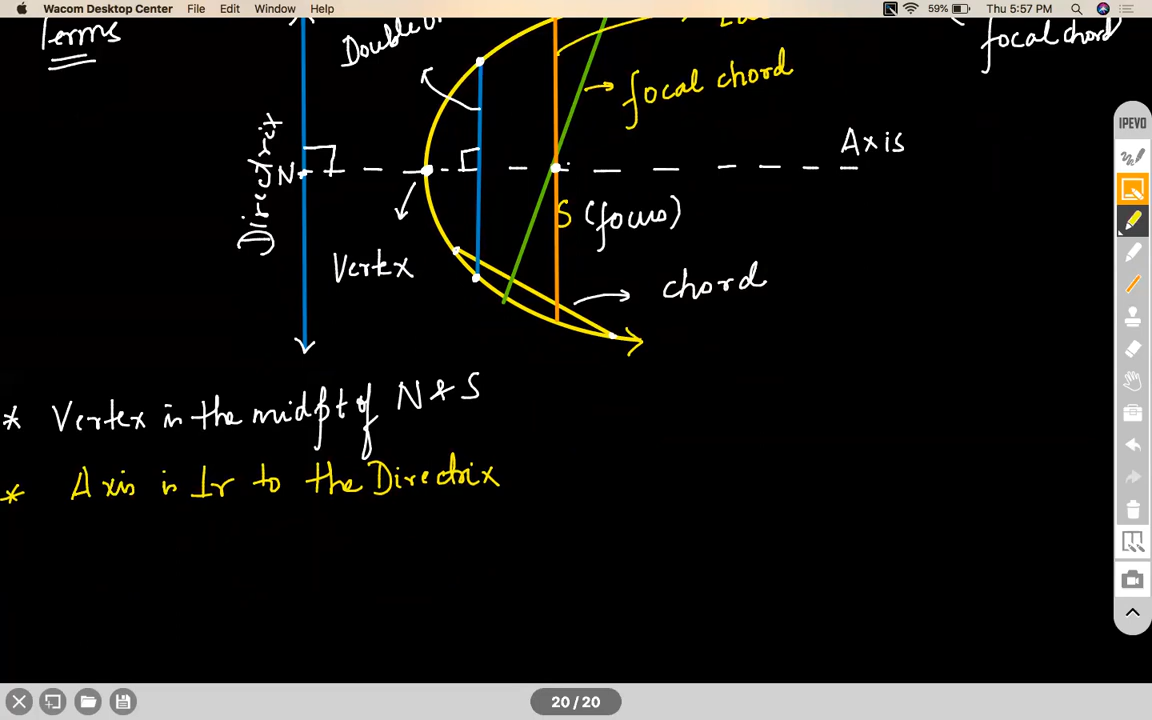 Wacom Desktop Center File Edit Window Help
59% Thu 5:57 PM
Terms
focal chord
focal chord
IPEVO
Axis
Directrix
N
S (focus)
Vertex
chord
* Vertex is the midpt of N & S
* Axis is ⊥r to the Directrix
20 / 20